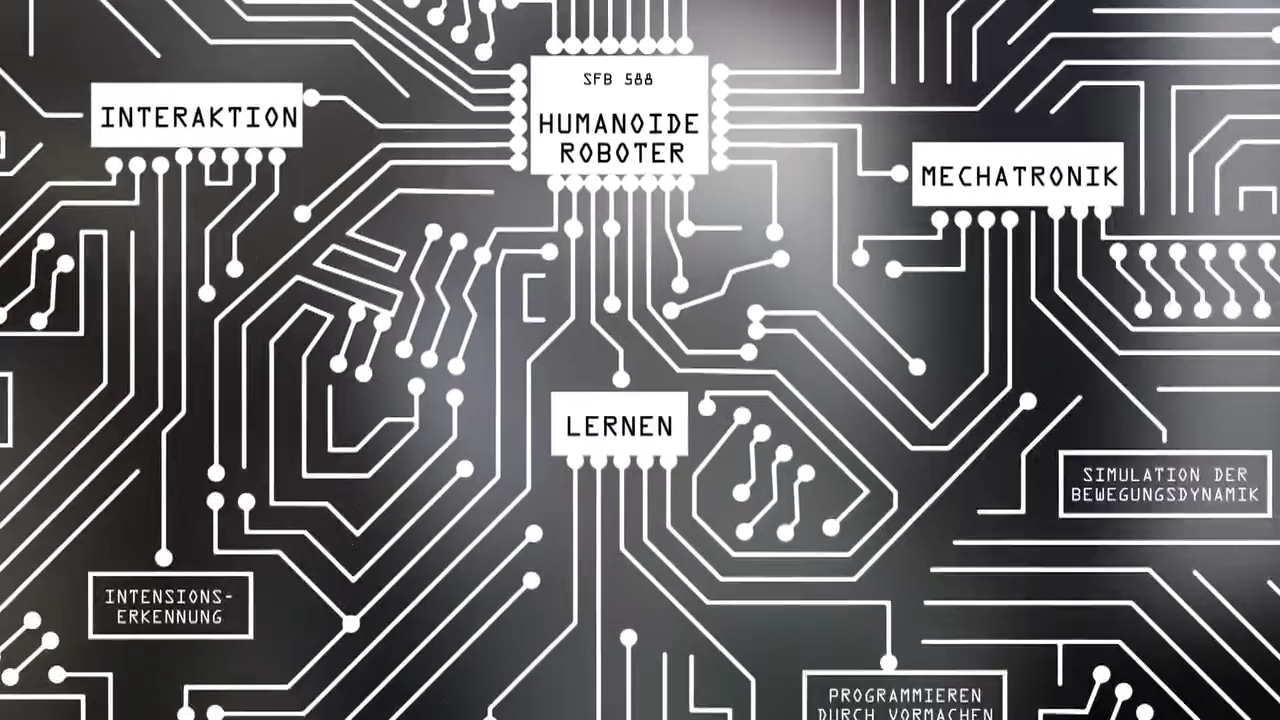 SFB 588
HUMANOIDE
ROBOTER
INTERAKTION
MECHATRONIK
LERNEN
SIMULATION DER
BEWEGUNGSDYNAMIK
INTENSIONS-
ERKENNUNG
PROGRAMMIEREN
DURCH VORMACHEN